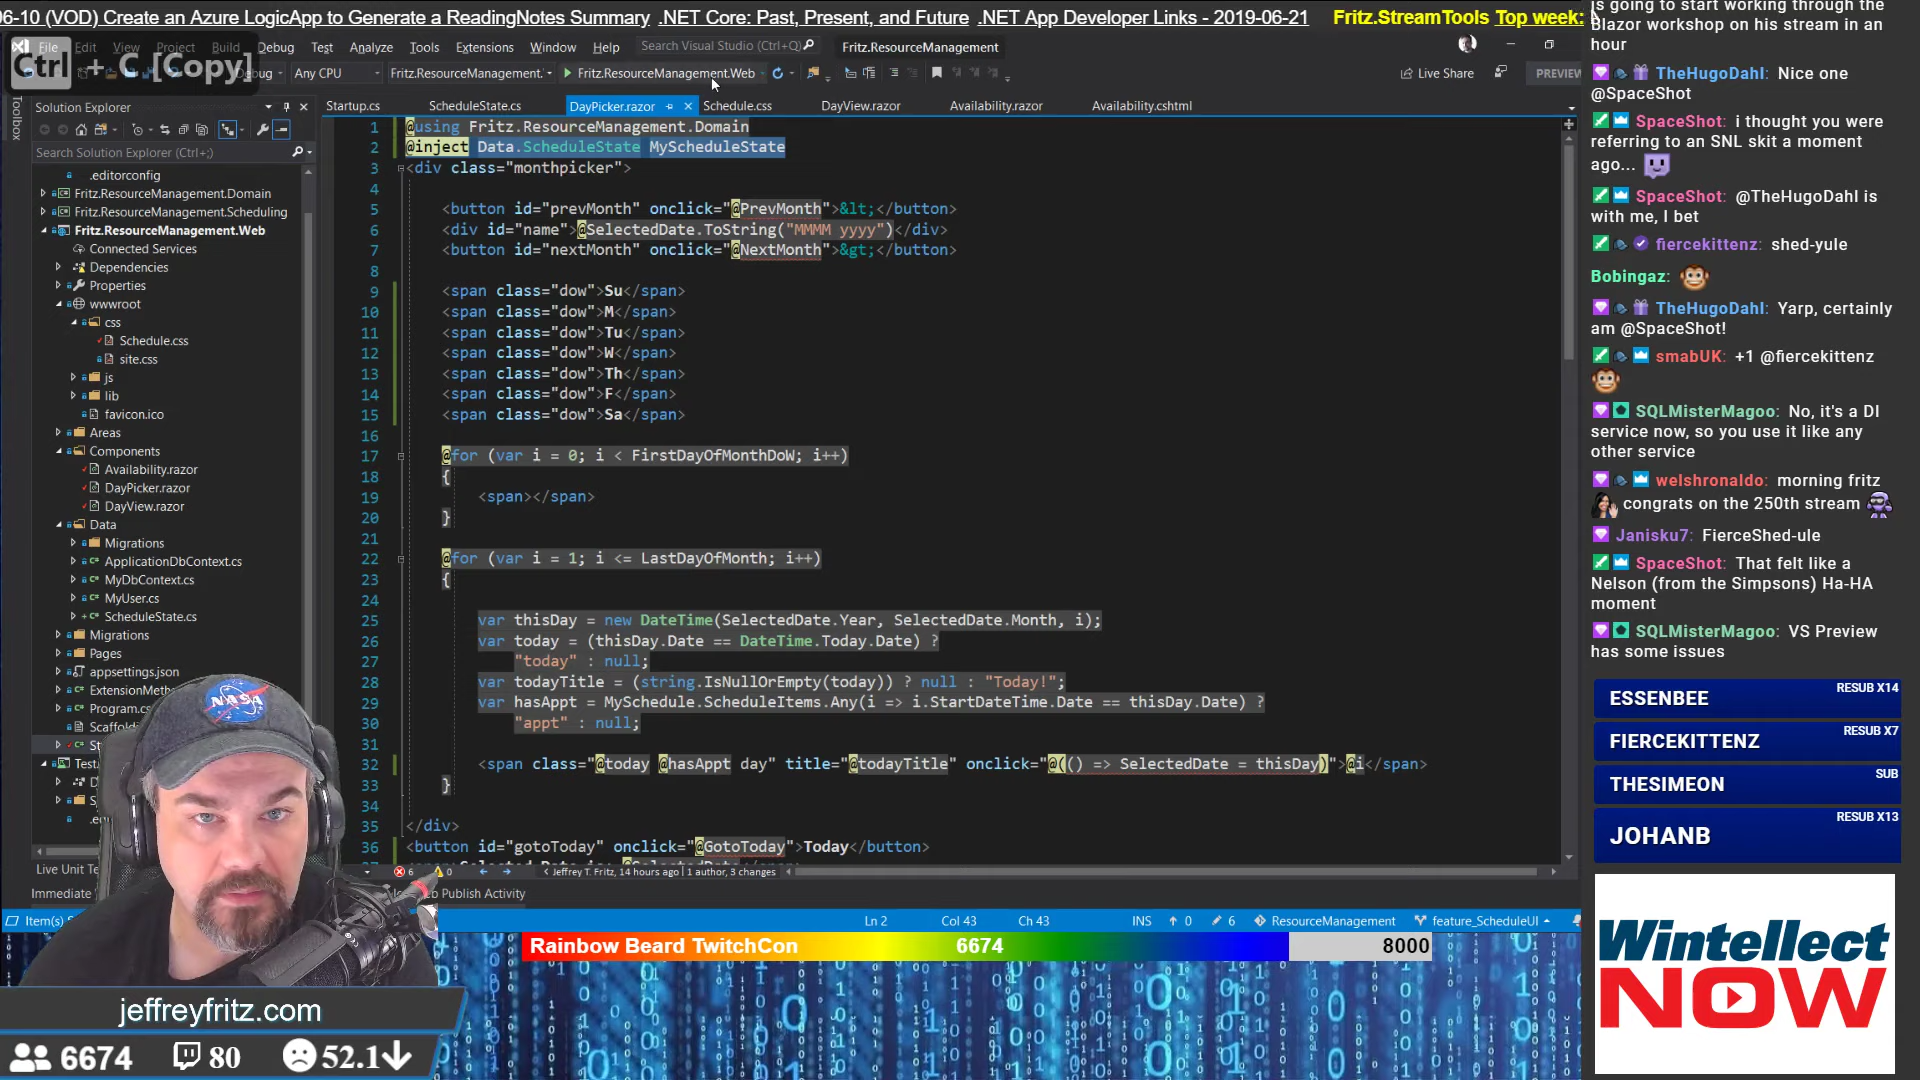 06-10 (VOD) Create an Azure LogicApp to Generate a ReadingNotes Summary .NET Core: Past, Present, and Future .NET App Developer Links - 2019-06-21 Fritz.StreamTools Top week:
File Edit View Project Build Debug Test Analyze Tools Extensions Window Help Search Visual Studio (Ctrl+Q) Fritz.ResourceManagement
Ctrl + C [Copy]
Any CPU Fritz.ResourceManagement. Fritz.ResourceManagement.Web Live Share PREVIEW
Toolbox
Solution Explorer
Search Solution Explorer (Ctrl+;)
.editorconfig
Fritz.ResourceManagement.Domain
Fritz.ResourceManagement.Scheduling
Fritz.ResourceManagement.Web
Connected Services
Dependencies
Properties
wwwroot
css
Schedule.css
site.css
js
lib
favicon.ico
Areas
Components
Availability.razor
DayPicker.razor
DayView.razor
Data
Migrations
ApplicationDbContext.cs
MyDbContext.cs
MyUser.cs
ScheduleState.cs
Migrations
Pages
appsettings.json
ExtensionMetho
Program.cs
Scaffold
St
Test
Live Unit Te
Immediate
Startup.cs ScheduleState.cs DayPicker.razor Schedule.css DayView.razor Availability.razor Availability.cshtml
1 @using Fritz.ResourceManagement.Domain
2 @inject Data.ScheduleState MyScheduleState
3 <div class="monthpicker">
4
5 <button id="prevMonth" onclick="@PrevMonth">&lt;</button>
6 <div id="name">@SelectedDate.ToString("MMMM yyyy")</div>
7 <button id="nextMonth" onclick="@NextMonth">&gt;</button>
8
9 <span class="dow">Su</span>
10 <span class="dow">M</span>
11 <span class="dow">Tu</span>
12 <span class="dow">W</span>
13 <span class="dow">Th</span>
14 <span class="dow">F</span>
15 <span class="dow">Sa</span>
16
17 @for (var i = 0; i < FirstDayOfMonthDoW; i++)
18 {
19 <span></span>
20 }
21
22 @for (var i = 1; i <= LastDayOfMonth; i++)
23 {
24
25 var thisDay = new DateTime(SelectedDate.Year, SelectedDate.Month, i);
26 var today = (thisDay.Date == DateTime.Today.Date) ?
27 "today" : null;
28 var todayTitle = (string.IsNullOrEmpty(today)) ? null : "Today!";
29 var hasAppt = MySchedule.ScheduleItems.Any(i => i.StartDateTime.Date == thisDay.Date) ?
30 "appt" : null;
31
32 <span class="@today @hasAppt day" title="@todayTitle" onclick="@(() => SelectedDate = thisDay)">@i</span>
33 }
34
35 </div>
36 <button id="gotoToday" onclick="@GotoToday">Today</button>
6 0 Jeffrey T. Fritz, 14 hours ago | 1 author, 3 changes
Publish Activity
Item(s) Ln 2 Col 43 Ch 43 INS 0 6 ResourceManagement feature_ScheduleUI
is going to start working through the
Blazor workshop on his stream in an
hour
TheHugoDahl: Nice one
@SpaceShot
SpaceShot: i thought you were
referring to an SNL skit a moment
ago...
SpaceShot: @TheHugoDahl is
with me, I bet
fiercekittenz: shed-yule
Bobingaz:
TheHugoDahl: Yarp, certainly
am @SpaceShot!
smabUK: +1 @fiercekittenz
SQLMisterMagoo: No, it's a DI
service now, so you use it like any
other service
welshronaldo: morning fritz
congrats on the 250th stream
Janisku7: FierceShed-ule
SpaceShot: That felt like a
Nelson (from the Simpsons) Ha-HA
moment
SQLMisterMagoo: VS Preview
has some issues
ESSENBEE RESUB X14
FIERCEKITTENZ RESUB X7
THESIMEON SUB
JOHANB RESUB X13
Wintellect
NOW
NASA
Rainbow Beard TwitchCon 6674 8000
jeffreyfritz.com
6674 80 52.1